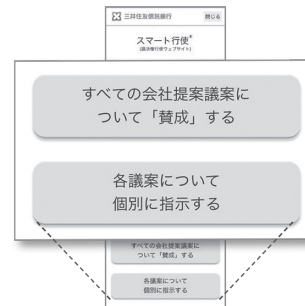 三井住友信託銀行
閉じる
スマート行使®
(議決権行使ウェブサイト)
すべての会社提案議案に
ついて「賛成」する
各議案について
個別に指示する
すべての会社提案議案に
ついて「賛成」する
各議案について
個別に指示する